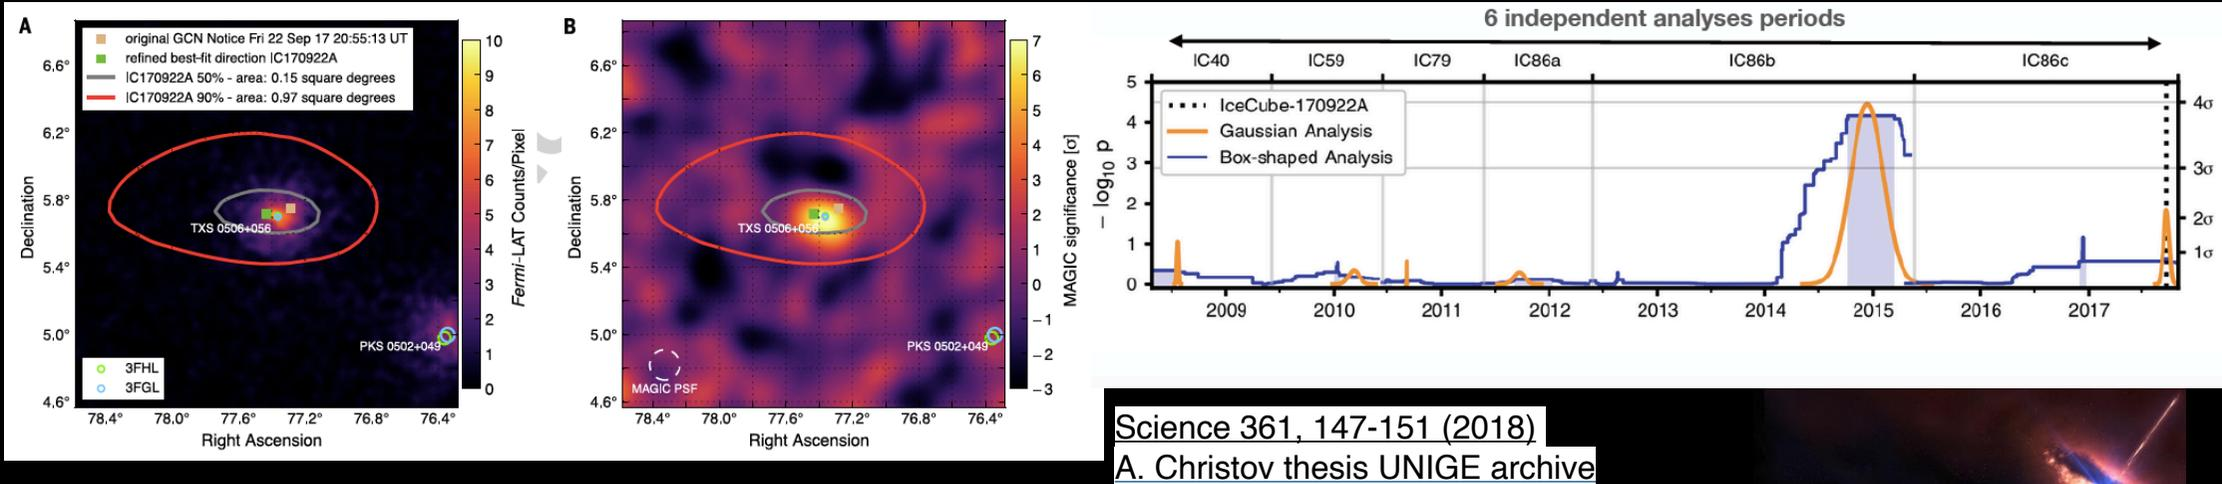 A
original GCN Notice Fri 22 Sep 17 20:55:13 UT
refined best-fit direction IC170922A
IC170922A 50% - area: 0.15 square degrees
IC170922A 90% - area: 0.97 square degrees
6.6°
6.2°
5.8°
5.4°
5.0°
4.6°
Declination
TXS 0506+056
PKS 0502+049
3FHL
3FGL
78.4° 78.0° 77.6° 77.2° 76.8° 76.4°
Right Ascension
10
9
8
7
6
5
4
3
2
1
0
Fermi-LAT Counts/Pixel
B
6.6°
6.2°
5.8°
5.4°
5.0°
4.6°
Declination
TXS 0506+056
PKS 0502+049
MAGIC PSF
78.4° 78.0° 77.6° 77.2° 76.8° 76.4°
Right Ascension
7
6
5
4
3
2
1
0
−1
−2
−3
MAGIC significance [σ]
6 independent analyses periods
IC40 IC59 IC79 IC86a IC86b IC86c
IceCube-170922A
Gaussian Analysis
Box-shaped Analysis
5
4
3
2
1
0
− log10 p
4σ
3σ
2σ
1σ
2009 2010 2011 2012 2013 2014 2015 2016 2017
Science 361, 147-151 (2018)
A. Christov thesis UNIGE archive